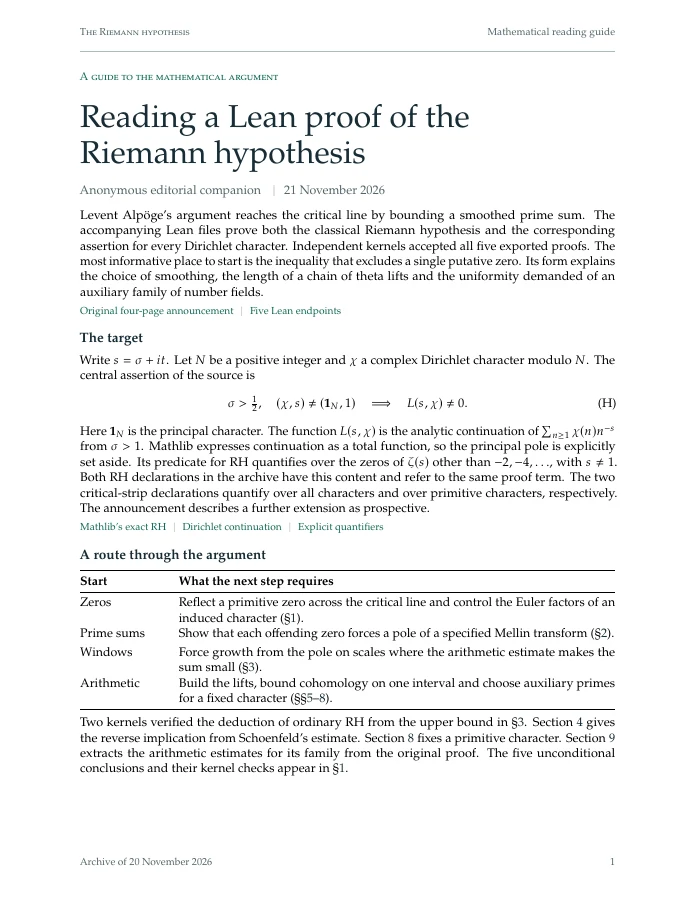 The Riemann hypothesis
Mathematical reading guide
A guide to the mathematical argument
Reading a Lean proof of the
Riemann hypothesis
Anonymous editorial companion | 21 November 2026
Levent Alpöge's argument reaches the critical line by bounding a smoothed prime sum. The
accompanying Lean files prove both the classical Riemann hypothesis and the corresponding
assertion for every Dirichlet character. Independent kernels accepted all five exported proofs. The
most informative place to start is the inequality that excludes a single putative zero. Its form explains
the choice of smoothing, the length of a chain of theta lifts and the uniformity demanded of an
auxiliary family of number fields.
Original four-page announcement | Five Lean endpoints
The target
Write s = σ + it. Let N be a positive integer and χ a complex Dirichlet character modulo N. The
central assertion of the source is
σ > 1/2, (χ, s) ≠ (1_N, 1) ⟹ L(s, χ) ≠ 0. (H)
Here 1_N is the principal character. The function L(s, χ) is the analytic continuation of ∑_{n≥1} χ(n)n^{−s}
from σ > 1. Mathlib expresses continuation as a total function, so the principal pole is explicitly
set aside. Its predicate for RH quantifies over the zeros of ζ(s) other than −2, −4, . . ., with s ≠ 1.
Both RH declarations in the archive have this content and refer to the same proof term. The two
critical-strip declarations quantify over all characters and over primitive characters, respectively.
The announcement describes a further extension as prospective.
Mathlib's exact RH | Dirichlet continuation | Explicit quantifiers
A route through the argument
Start What the next step requires
Zeros Reflect a primitive zero across the critical line and control the Euler factors of an
induced character (§1).
Prime sums Show that each offending zero forces a pole of a specified Mellin transform (§2).
Windows Force growth from the pole on scales where the arithmetic estimate makes the
sum small (§3).
Arithmetic Build the lifts, bound cohomology on one interval and choose auxiliary primes
for a fixed character (§§5–8).
Two kernels verified the deduction of ordinary RH from the upper bound in §3. Section 4 gives
the reverse implication from Schoenfeld's estimate. Section 8 fixes a primitive character. Section 9
extracts the arithmetic estimates for its family from the original proof. The five unconditional
conclusions and their kernel checks appear in §1.
Archive of 20 November 2026
1